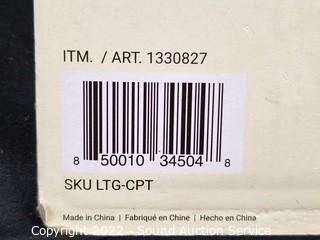 ITM. / ART. 1330827
8 50010 34504 8
SKU LTG-CPT
Made in China | Fabriqué en Chine | Hecho en China
Copyright 2022 - Sound Auction Service